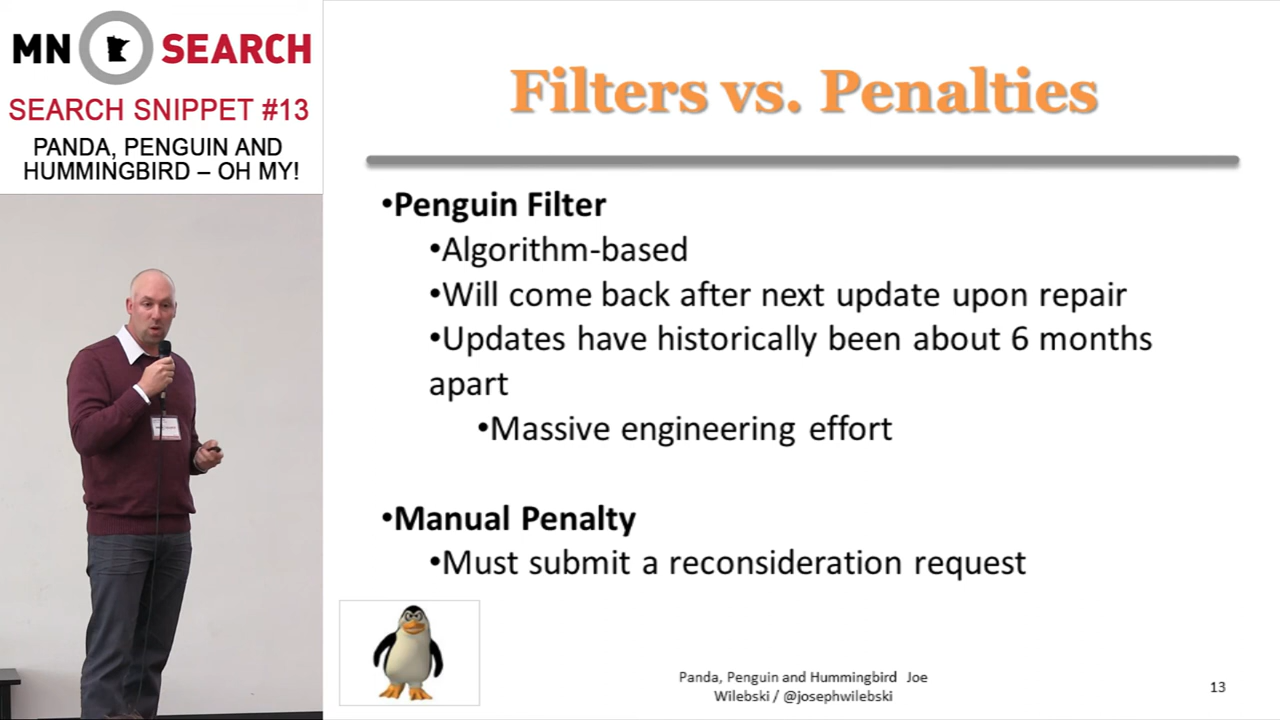 MN SEARCH
SEARCH SNIPPET #13
PANDA, PENGUIN AND
HUMMINGBIRD – OH MY!
Filters vs. Penalties
•Penguin Filter
•Algorithm-based
•Will come back after next update upon repair
•Updates have historically been about 6 months
apart
•Massive engineering effort
•Manual Penalty
•Must submit a reconsideration request
Panda, Penguin and Hummingbird Joe
Wilebski / @josephwilebski
13